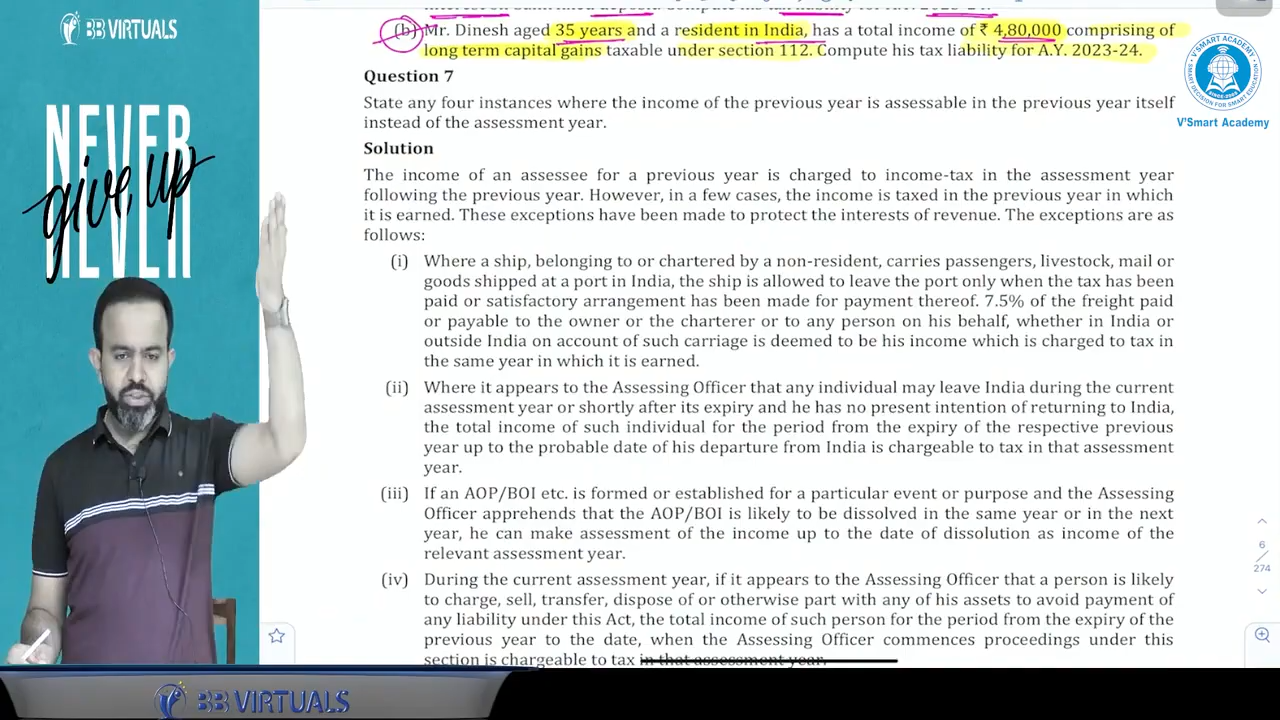 BB VIRTUALS
NEVER
give up
NEVER
(b) Mr. Dinesh aged 35 years and a resident in India, has a total income of ₹ 4,80,000 comprising of
long term capital gains taxable under section 112. Compute his tax liability for A.Y. 2023-24.
Question 7
State any four instances where the income of the previous year is assessable in the previous year itself
instead of the assessment year.
Solution
The income of an assessee for a previous year is charged to income-tax in the assessment year
following the previous year. However, in a few cases, the income is taxed in the previous year in which
it is earned. These exceptions have been made to protect the interests of revenue. The exceptions are as
follows:
(i) Where a ship, belonging to or chartered by a non-resident, carries passengers, livestock, mail or
goods shipped at a port in India, the ship is allowed to leave the port only when the tax has been
paid or satisfactory arrangement has been made for payment thereof. 7.5% of the freight paid
or payable to the owner or the charterer or to any person on his behalf, whether in India or
outside India on account of such carriage is deemed to be his income which is charged to tax in
the same year in which it is earned.
(ii) Where it appears to the Assessing Officer that any individual may leave India during the current
assessment year or shortly after its expiry and he has no present intention of returning to India,
the total income of such individual for the period from the expiry of the respective previous
year up to the probable date of his departure from India is chargeable to tax in that assessment
year.
(iii) If an AOP/BOI etc. is formed or established for a particular event or purpose and the Assessing
Officer apprehends that the AOP/BOI is likely to be dissolved in the same year or in the next
year, he can make assessment of the income up to the date of dissolution as income of the
relevant assessment year.
(iv) During the current assessment year, if it appears to the Assessing Officer that a person is likely
to charge, sell, transfer, dispose of or otherwise part with any of his assets to avoid payment of
any liability under this Act, the total income of such person for the period from the expiry of the
previous year to the date, when the Assessing Officer commences proceedings under this
section is chargeable to tax in that assessment year.
V'SMART ACADEMY
SMART DECISION FOR SMART EDUCATION
V'Smart Academy
6
274
BB VIRTUALS